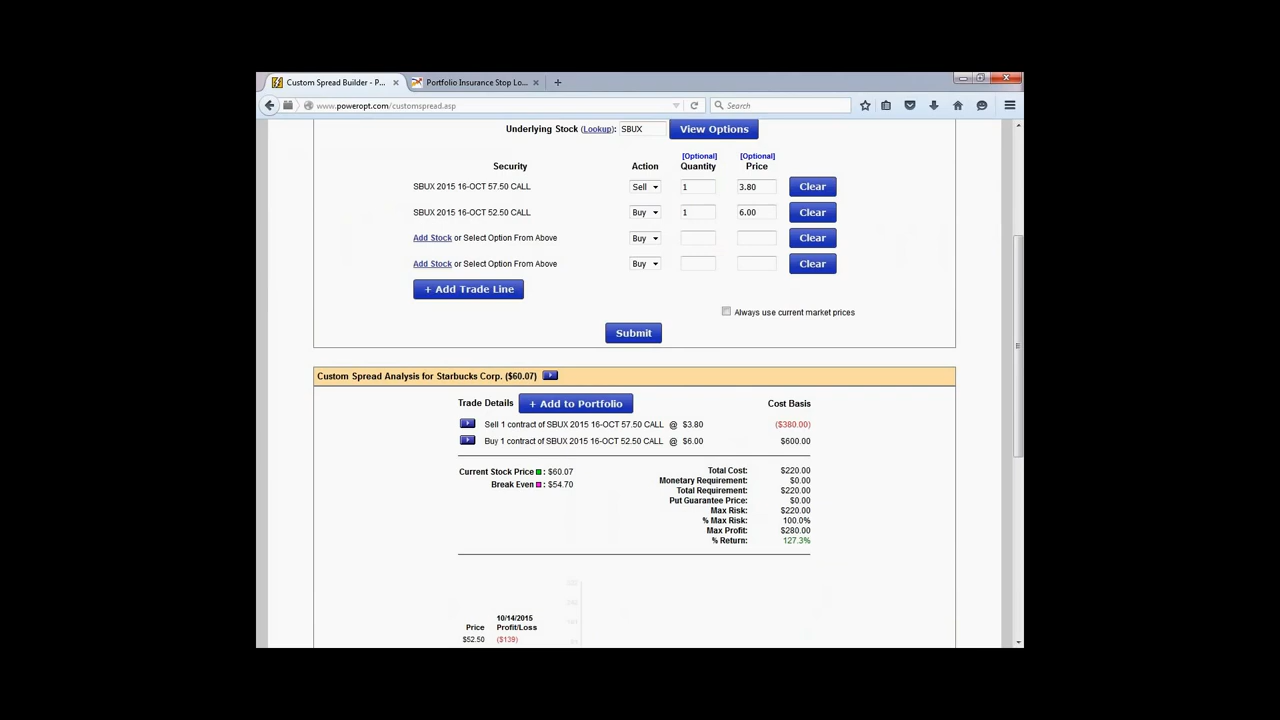 Custom Spread Builder - P...
Portfolio Insurance Stop Lo...
www.poweropt.com/customspread.asp
Search
Underlying Stock (Lookup): SBUX View Options
[Optional] [Optional]
Security Action Quantity Price
SBUX 2015 16-OCT 57.50 CALL Sell 1 3.80 Clear
SBUX 2015 16-OCT 52.50 CALL Buy 1 6.00 Clear
Add Stock or Select Option From Above Buy Clear
Add Stock or Select Option From Above Buy Clear
+ Add Trade Line
Always use current market prices
Submit
Custom Spread Analysis for Starbucks Corp. ($60.07)
Trade Details + Add to Portfolio Cost Basis
Sell 1 contract of SBUX 2015 16-OCT 57.50 CALL @ $3.80 ($380.00)
Buy 1 contract of SBUX 2015 16-OCT 52.50 CALL @ $6.00 $600.00
Current Stock Price : $60.07
Break Even : $54.70
Total Cost: $220.00
Monetary Requirement: $0.00
Total Requirement: $220.00
Put Guarantee Price: $0.00
Max Risk: $220.00
% Max Risk: 100.0%
Max Profit: $280.00
% Return: 127.3%
10/14/2015
Price Profit/Loss
$52.50 ($139)